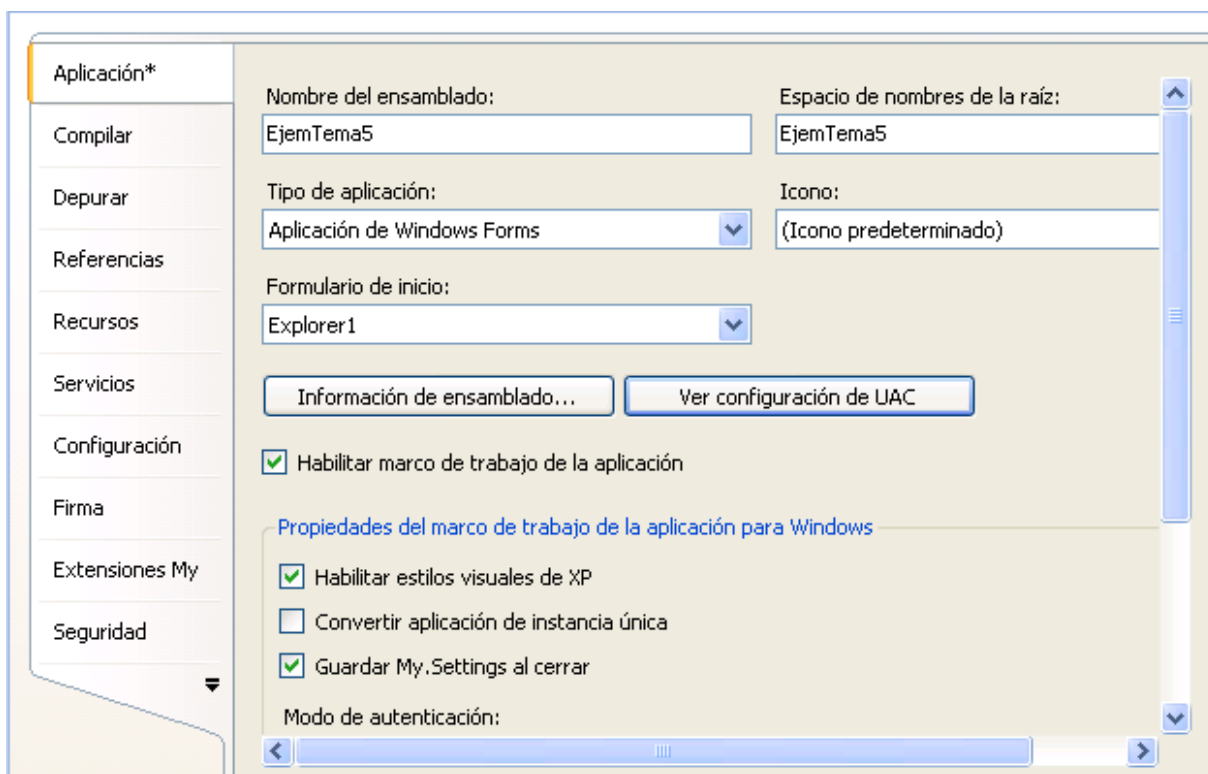 Aplicación*
Compilar
Depurar
Referencias
Recursos
Servicios
Configuración
Firma
Extensiones My
Seguridad
Nombre del ensamblado:
Espacio de nombres de la raíz:
EjemTema5
EjemTema5
Tipo de aplicación:
Icono:
Aplicación de Windows Forms
(Icono predeterminado)
Formulario de inicio:
Explorer1
Información de ensamblado...
Ver configuración de UAC
Habilitar marco de trabajo de la aplicación
Propiedades del marco de trabajo de la aplicación para Windows
Habilitar estilos visuales de XP
Convertir aplicación de instancia única
Guardar My.Settings al cerrar
Modo de autenticación: